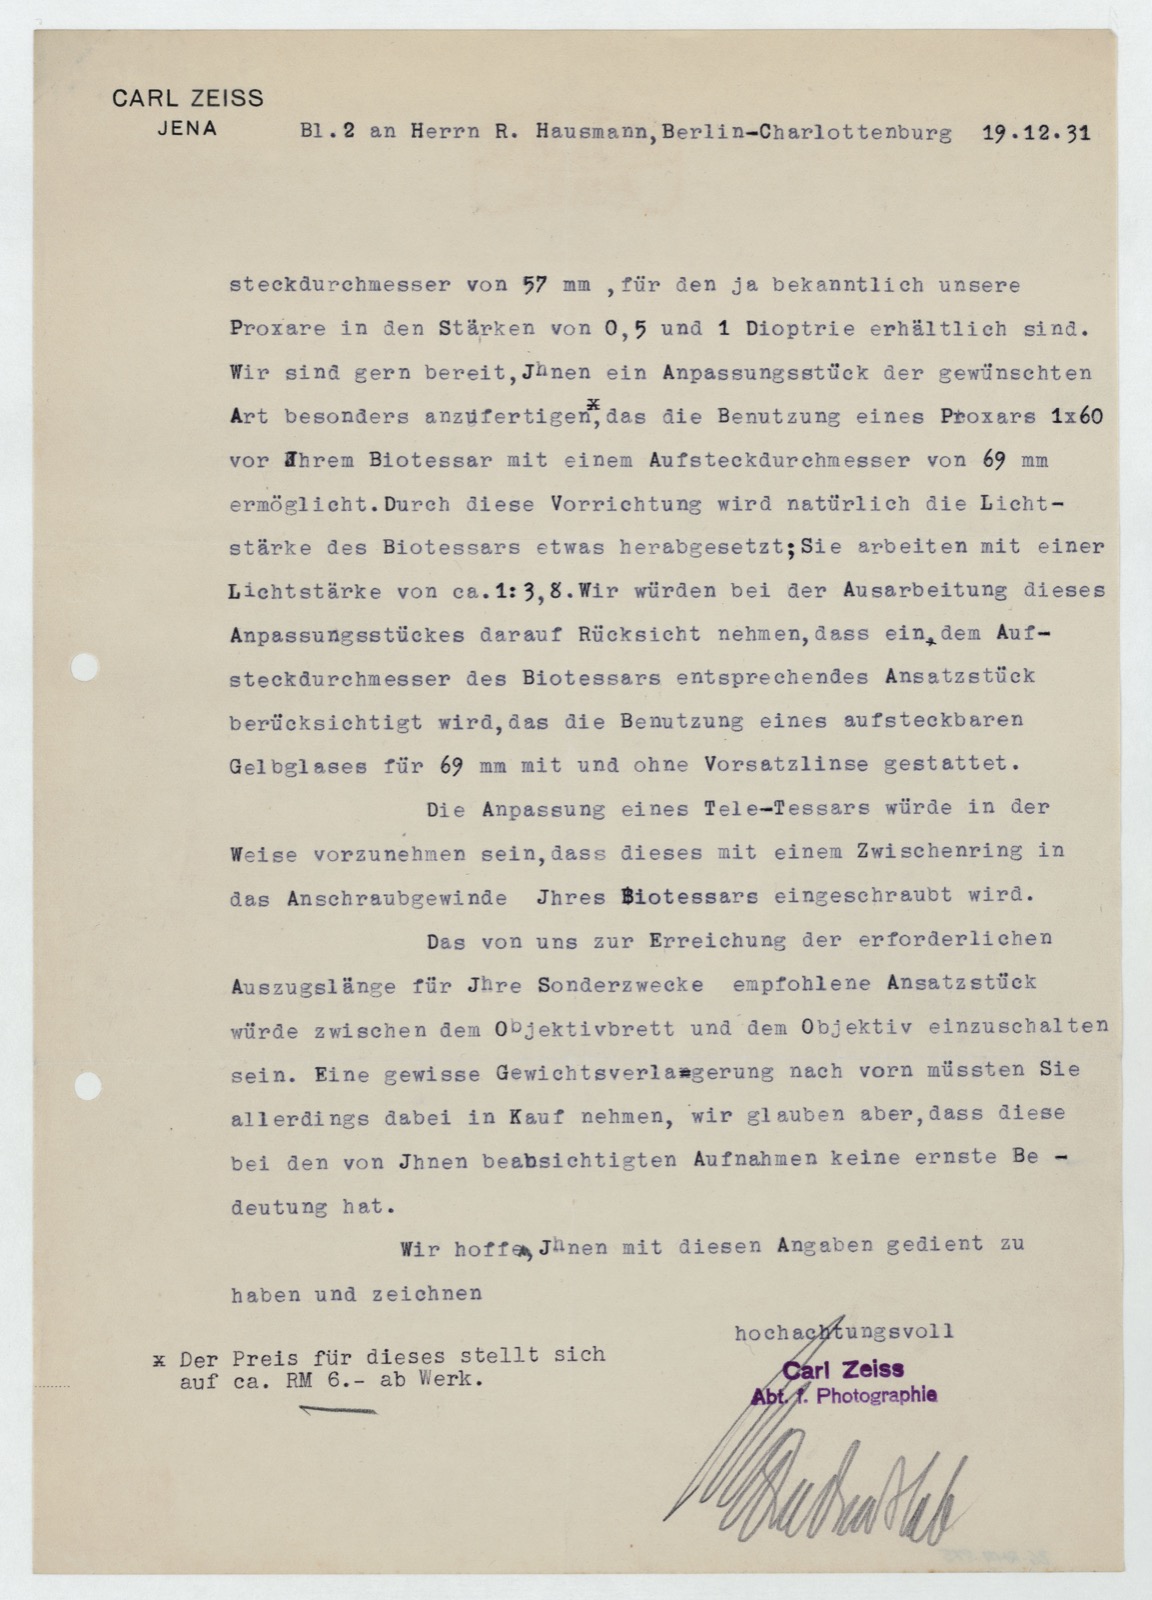 CARL ZEISS
JENA
Bl.2 an Herrn R. Hausmann,Berlin-Charlottenburg 19.12.31
steckdurchmesser von 57 mm ,für den ja bekanntlich unsere
Proxare in den Stärken von 0,5 und 1 Dioptrie erhältlich sind.
Wir sind gern bereit,Jhnen ein Anpassungsstück der gewünschten
Art besonders anzufertigen,x das die Benutzung eines Proxars 1x60
vor Jhrem Biotessar mit einem Aufsteckdurchmesser von 69 mm
ermöglicht.Durch diese Vorrichtung wird natürlich die Licht-
stärke des Biotessars etwas herabgesetzt;Sie arbeiten mit einer
Lichtstärke von ca.1:3,8.Wir würden bei der Ausarbeitung dieses
Anpassungsstückes darauf Rücksicht nehmen,dass ein, dem Auf-
steckdurchmesser des Biotessars entsprechendes Ansatzstück
berücksichtigt wird,das die Benutzung eines aufsteckbaren
Gelbglases für 69 mm mit und ohne Vorsatzlinse gestattet.
Die Anpassung eines Tele-Tessars würde in der
Weise vorzunehmen sein,dass dieses mit einem Zwischenring in
das Anschraubgewinde Jhres Biotessars eingeschraubt wird.
Das von uns zur Erreichung der erforderlichen
Auszugslänge für Jhre Sonderzwecke empfohlene Ansatzstück
würde zwischen dem Objektivbrett und dem Objektiv einzuschalten
sein. Eine gewisse Gewichtsverlagerung nach vorn müssten Sie
allerdings dabei in Kauf nehmen, wir glauben aber,dass diese
bei den von Jhnen beabsichtigten Aufnahmen keine ernste Be -
deutung hat.
Wir hoffen,Jhnen mit diesen Angaben gedient zu
haben und zeichnen
hochachtungsvoll
Carl Zeiss
Abt. f. Photographie
x Der Preis für dieses stellt sich
auf ca. RM 6.- ab Werk.